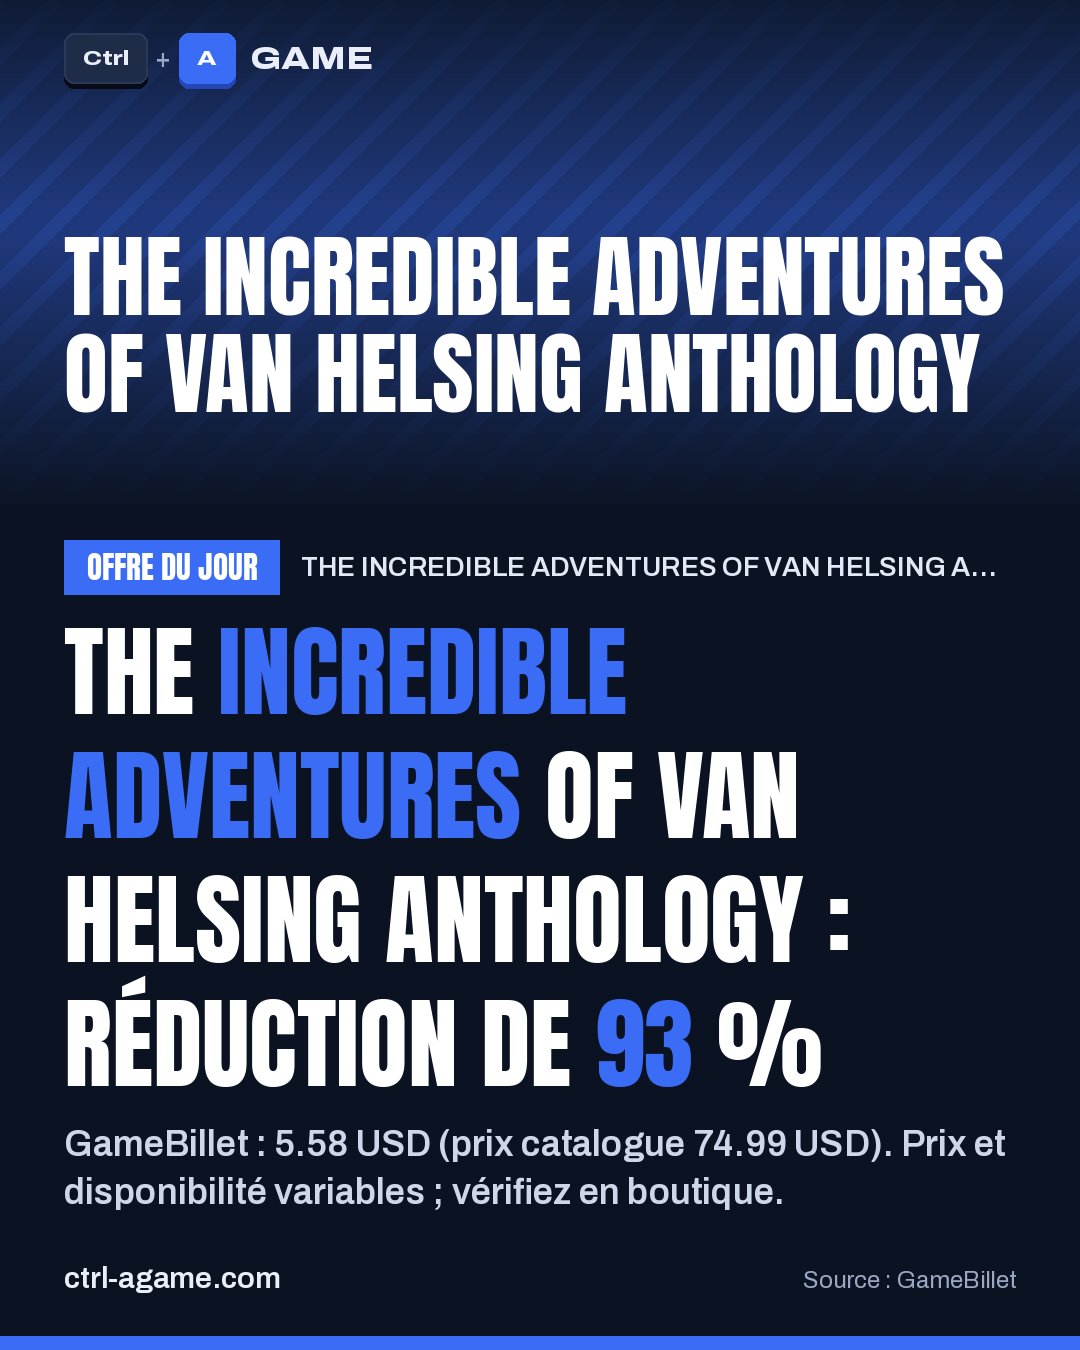 Ctrl + A GAME
THE INCREDIBLE ADVENTURES
OF VAN HELSING ANTHOLOGY
OFFRE DU JOUR THE INCREDIBLE ADVENTURES OF VAN HELSING A...
THE INCREDIBLE
ADVENTURES OF VAN
HELSING ANTHOLOGY :
RÉDUCTION DE 93 %
GameBillet : 5.58 USD (prix catalogue 74.99 USD). Prix et
disponibilité variables ; vérifiez en boutique.
ctrl-agame.com Source : GameBillet